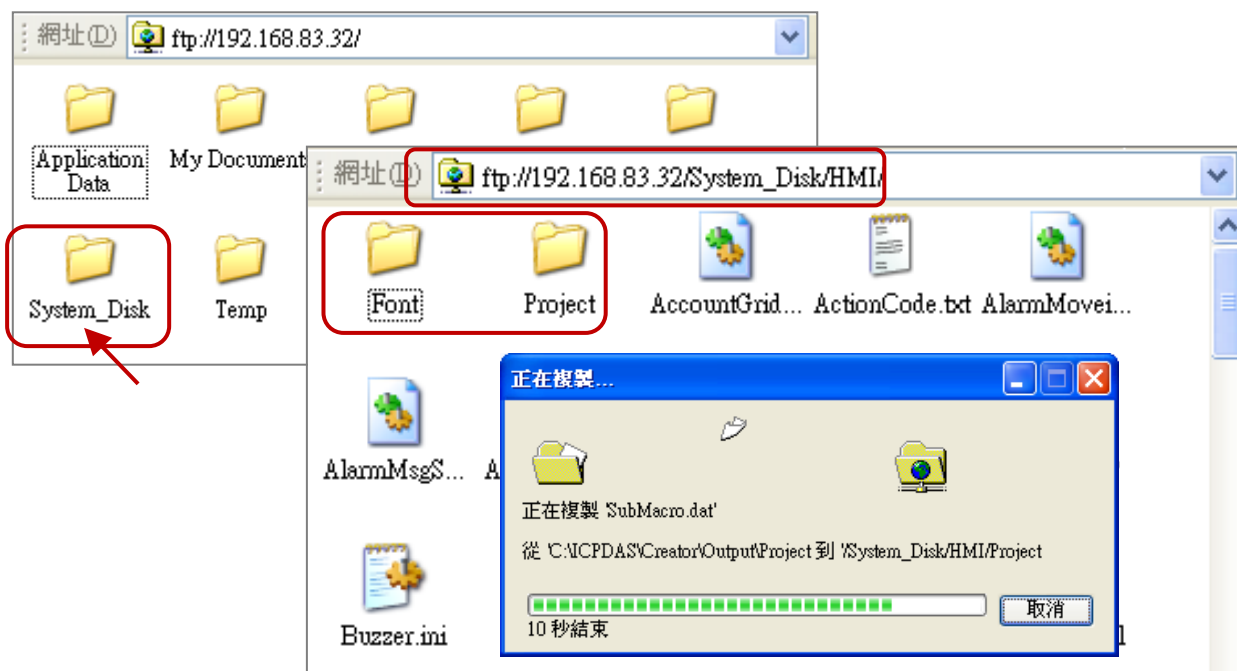 網址(D) ftp://192.168.83.32/
Application Data
My Document
System_Disk
Temp
網址(D) ftp://192.168.83.32/System_Disk/HMI/
Font
Project
AccountGrid...
ActionCode.txt
AlarmMovei...
AlarmMsgS...
A
Buzzer.ini
正在複製...
正在複製 'SubMacro.dat'
從 'C:\ICPDAS\Creator\Output\Project 到 '/System_Disk/HMI/Project
10 秒結束
取消